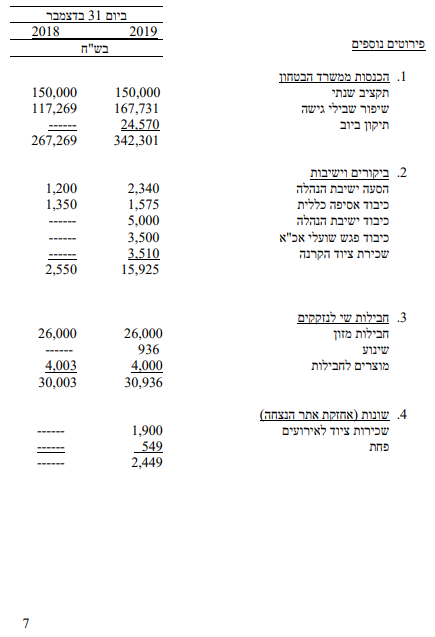 ביום 31 בדצמבר
2019 2018
פירוטים נוספים
בש"ח
1. הכנסות ממשרד הבטחון
תקציב שנתי 150,000 150,000
שיפור שבילי גישה 167,731 117,269
תיקון ביוב 24,570 ------
342,301 267,269
2. ביקורים וישיבות
הסעה ישיבת הנהלה 2,340 1,200
כיבוד אסיפה כללית 1,575 1,350
כיבוד ישיבת הנהלה 5,000 ------
כיבוד פגש שועלי אכ"א 3,500 ------
שכירת ציוד הקרנה 3,510 ------
15,925 2,550
3. חבילות שי לנזקקים
חבילות מזון 26,000 26,000
שינוע 936 ------
מוצרים לחבילות 4,000 4,003
30,936 30,003
4. שונות (אחזקת אתר הנצחה)
שכירות ציוד לאירועים 1,900 ------
פחת 549 ------
2,449 ------
7